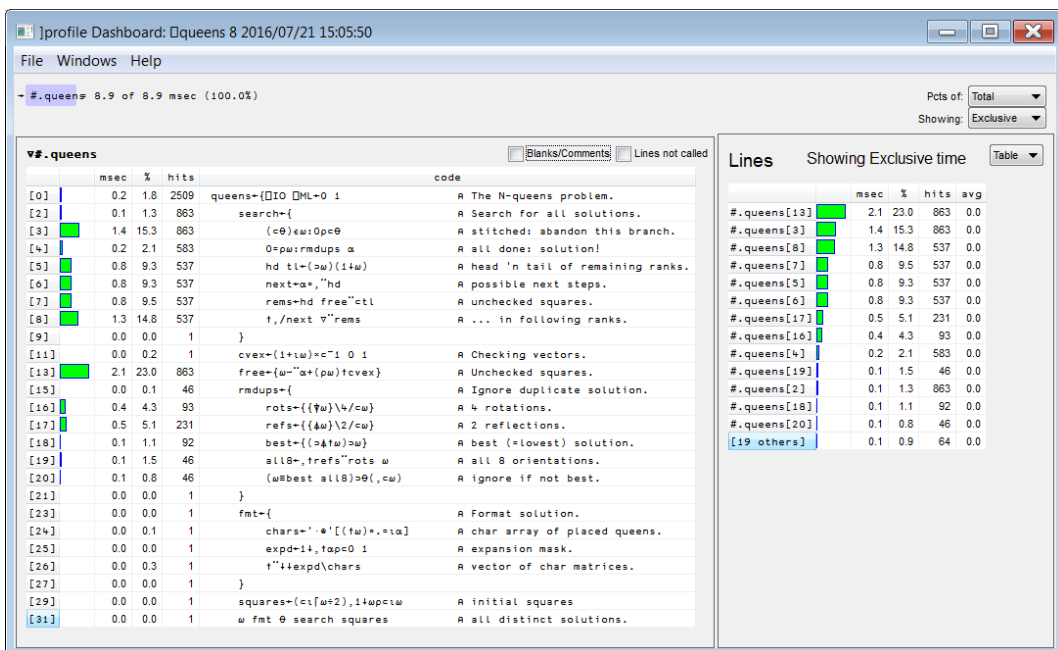 ]profile Dashboard: ⎕queens 8 2016/07/21 15:05:50
File Windows Help
→ #.queens≢ 8.9 of 8.9 msec (100.0%)
Pcts of: Total
Showing: Exclusive
∇#.queens
Blanks/Comments Lines not called
msec % hits code
[0] 0.2 1.8 2509 queens←{⎕IO ⎕ML←0 1 ⍝ The N-queens problem.
[2] 0.1 1.3 863 search←{ ⍝ Search for all solutions.
[3] 1.4 15.3 863 (⊂⍬)∊⍵:0⍴⊂⍬ ⍝ stitched: abandon this branch.
[4] 0.2 2.1 583 0=⍴⍵:rmdups ⍺ ⍝ all done: solution!
[5] 0.8 9.3 537 hd tl←(⊃⍵)(1↓⍵) ⍝ head 'n tail of remaining ranks.
[6] 0.8 9.3 537 next←⍺∘,¨hd ⍝ possible next steps.
[7] 0.8 9.5 537 rems←hd free¨⊂tl ⍝ unchecked squares.
[8] 1.3 14.8 537 ↑,/next ∇¨rems ⍝ ... in following ranks.
[9] 0.0 0.0 1 }
[11] 0.0 0.2 1 cvex←(1+⍳⍵)×⊂¯1 0 1 ⍝ Checking vectors.
[13] 2.1 23.0 863 free←{⍵~¨⍺+(⍴⍵)↑cvex} ⍝ Unchecked squares.
[15] 0.0 0.1 46 rmdups←{ ⍝ Ignore duplicate solution.
[16] 0.4 4.3 93 rots←{{⍒⍵}\4/⊂⍵} ⍝ 4 rotations.
[17] 0.5 5.1 231 refs←{{⍋⍵}\2/⊂⍵} ⍝ 2 reflections.
[18] 0.1 1.1 92 best←{(⊃⍋↑⍵)⊃⍵} ⍝ best (=lowest) solution.
[19] 0.1 1.5 46 all8←,↑refs¨rots ⍵ ⍝ all 8 orientations.
[20] 0.1 0.8 46 (⍵≡best all8)⊃⍬(,⊂⍵) ⍝ ignore if not best.
[21] 0.0 0.0 1 }
[23] 0.0 0.0 1 fmt←{ ⍝ Format solution.
[24] 0.0 0.1 1 chars←'·⍟'[(↑⍵)∘.=⍳⍺] ⍝ char array of placed queens.
[25] 0.0 0.0 1 expd←1↓,↑⍺⍴⊂0 1 ⍝ expansion mask.
[26] 0.0 0.3 1 ↑¨↓↓expd\chars ⍝ vector of char matrices.
[27] 0.0 0.0 1 }
[29] 0.0 0.0 1 squares←(⊂⍳⌈⍵÷2),1↓⍵⍴⊂⍳⍵ ⍝ initial squares
[31] 0.0 0.0 1 ⍵ fmt ⍬ search squares ⍝ all distinct solutions.
Lines Showing Exclusive time Table
msec % hits avg
#.queens[13] 2.1 23.0 863 0.0
#.queens[3] 1.4 15.3 863 0.0
#.queens[8] 1.3 14.8 537 0.0
#.queens[7] 0.8 9.5 537 0.0
#.queens[5] 0.8 9.3 537 0.0
#.queens[6] 0.8 9.3 537 0.0
#.queens[17] 0.5 5.1 231 0.0
#.queens[16] 0.4 4.3 93 0.0
#.queens[4] 0.2 2.1 583 0.0
#.queens[19] 0.1 1.5 46 0.0
#.queens[2] 0.1 1.3 863 0.0
#.queens[18] 0.1 1.1 92 0.0
#.queens[20] 0.1 0.8 46 0.0
[19 others] 0.1 0.9 64 0.0